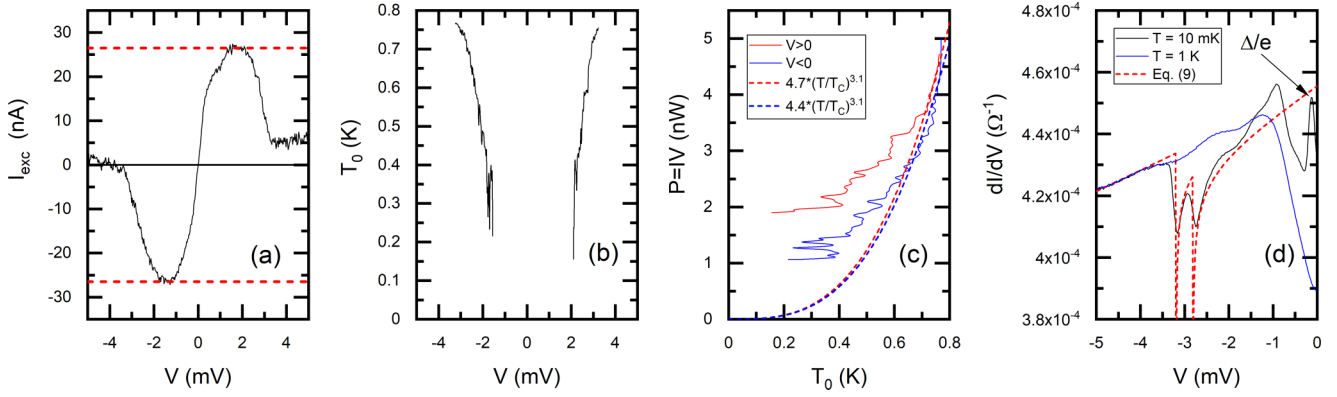 30
20
10
0
-10
-20
-30
I_exc (nA)
-4 -2 0 2 4
V (mV)
(a)
0.8
0.7
0.6
0.5
0.4
0.3
0.2
0.1
0
T_0 (K)
-4 -2 0 2 4
V (mV)
(b)
5
4
3
2
1
0
P=IV (nW)
V>0
V<0
4.7*(T/T_C)^3.1
4.4*(T/T_C)^3.1
0 0.2 0.4 0.6 0.8
T_0 (K)
(c)
4.8x10^-4
4.6x10^-4
4.4x10^-4
4.2x10^-4
4x10^-4
3.8x10^-4
dI/dV (Ω^-1)
T = 10 mK
T = 1 K
Eq. (9)
Δ/e
-5 -4 -3 -2 -1 0
V (mV)
(d)